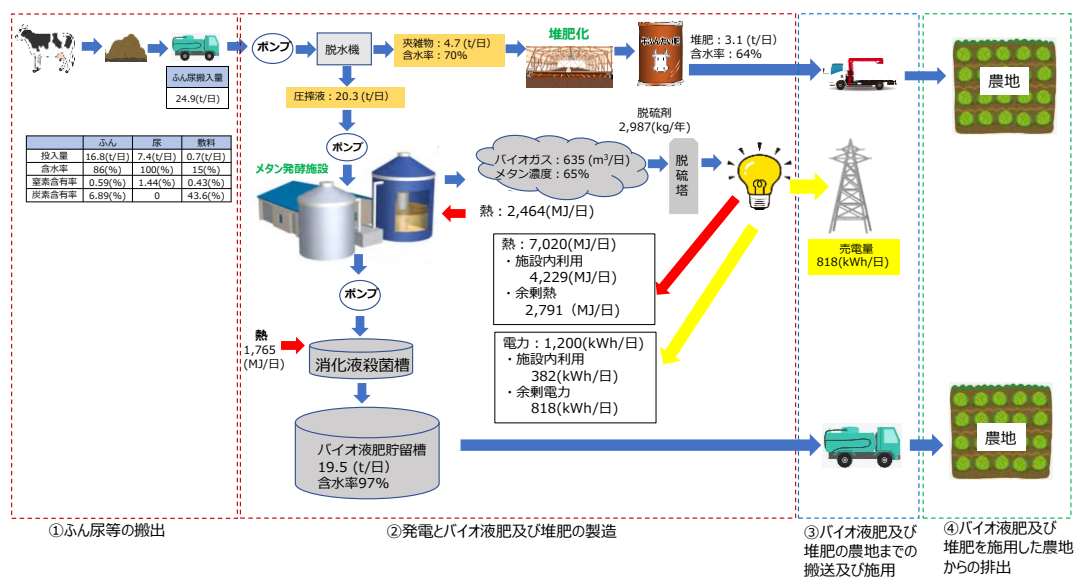 ふん尿搬入量
24.9(t/日)
ふん 尿 敷料
投入量 16.8(t/日) 7.4(t/日) 0.7(t/日)
含水率 86(%) 100(%) 15(%)
窒素含有率 0.59(%) 1.44(%) 0.43(%)
炭素含有率 6.89(%) 0 43.6(%)
①ふん尿等の搬出
ポンプ
脱水機
夾雑物：4.7 (t/日)
含水率：70%
堆肥化
堆肥：3.1 (t/日)
含水率：64%
圧搾液：20.3 (t/日)
ポンプ
メタン発酵施設
バイオガス：635 (m³/日)
メタン濃度：65%
脱硫剤
2,987(kg/年)
脱硫塔
熱：2,464(MJ/日)
熱：7,020(MJ/日)
・施設内利用
4,229(MJ/日)
・余剰熱
2,791（MJ/日）
ポンプ
熱
1,765
(MJ/日)
消化液殺菌槽
電力：1,200(kWh/日)
・施設内利用
382(kWh/日)
・余剰電力
818(kWh/日)
バイオ液肥貯留槽
19.5 (t/日)
含水率97%
②発電とバイオ液肥及び堆肥の製造
売電量
818(kWh/日)
③バイオ液肥及び
堆肥の農地までの
搬送及び施用
農地
農地
④バイオ液肥及び
堆肥を施用した農地
からの排出